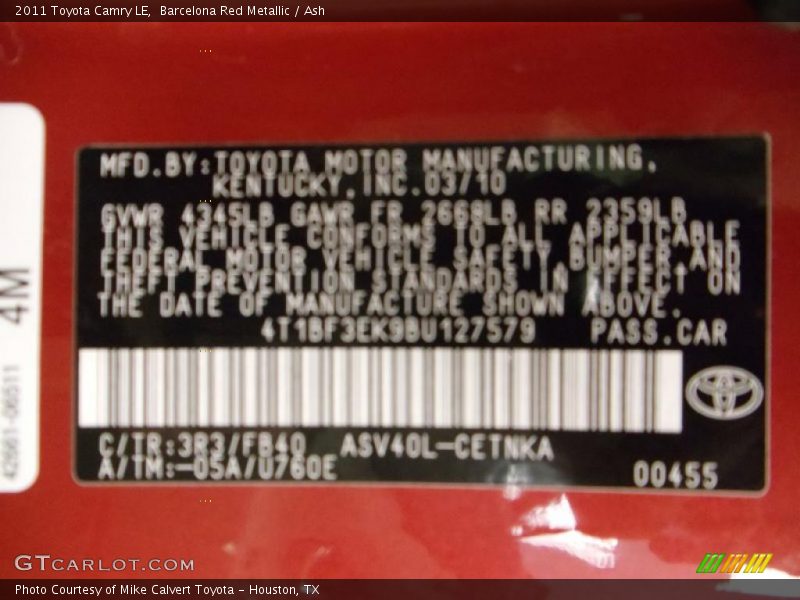 2011 Toyota Camry LE, Barcelona Red Metallic / Ash
MFD.BY:TOYOTA MOTOR MANUFACTURING,
KENTUCKY,INC.03/10
GVWR 4345LB GAWR FR 2668LB RR 2359LB
THIS VEHICLE CONFORMS TO ALL APPLICABLE
FEDERAL MOTOR VEHICLE SAFETY BUMPER AND
THEFT PREVENTION STANDARDS IN EFFECT ON
THE DATE OF MANUFACTURE SHOWN ABOVE.
4T1BF3EK9BU127579 PASS.CAR
C/TR:3R3/FB40 ASV40L-CETNKA
A/TM:-05A/U760E 00455
4M
42661-06511
GTCARLOT.COM
Photo Courtesy of Mike Calvert Toyota - Houston, TX